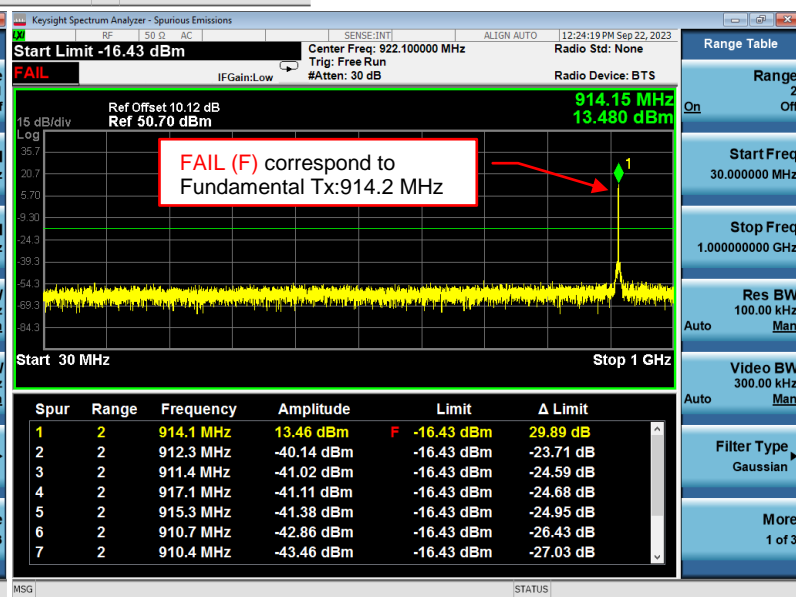 Keysight Spectrum Analyzer - Spurious Emissions
LXI RF 50 Ω AC SENSE:INT ALIGN AUTO 12:24:19 PM Sep 22, 2023
Start Limit -16.43 dBm Center Freq: 922.100000 MHz Radio Std: None
Trig: Free Run
FAIL IFGain:Low #Atten: 30 dB Radio Device: BTS
Ref Offset 10.12 dB 914.15 MHz
15 dB/div Ref 50.70 dBm 13.480 dBm
Log
35.7
20.7
5.70
-9.30
-24.3
-39.3
-54.3
-69.3
-84.3
FAIL (F) correspond to
Fundamental Tx:914.2 MHz
1
Start 30 MHz Stop 1 GHz
Spur Range Frequency Amplitude Limit Δ Limit
1 2 914.1 MHz 13.46 dBm F -16.43 dBm 29.89 dB
2 2 912.3 MHz -40.14 dBm -16.43 dBm -23.71 dB
3 2 911.4 MHz -41.02 dBm -16.43 dBm -24.59 dB
4 2 917.1 MHz -41.11 dBm -16.43 dBm -24.68 dB
5 2 915.3 MHz -41.38 dBm -16.43 dBm -24.95 dB
6 2 910.7 MHz -42.86 dBm -16.43 dBm -26.43 dB
7 2 910.4 MHz -43.46 dBm -16.43 dBm -27.03 dB
MSG STATUS
Range Table
Range
2
On Off
Start Freq
30.000000 MHz
Stop Freq
1.000000000 GHz
Res BW
100.00 kHz
Auto Man
Video BW
300.00 kHz
Auto Man
Filter Type
Gaussian
More
1 of 3